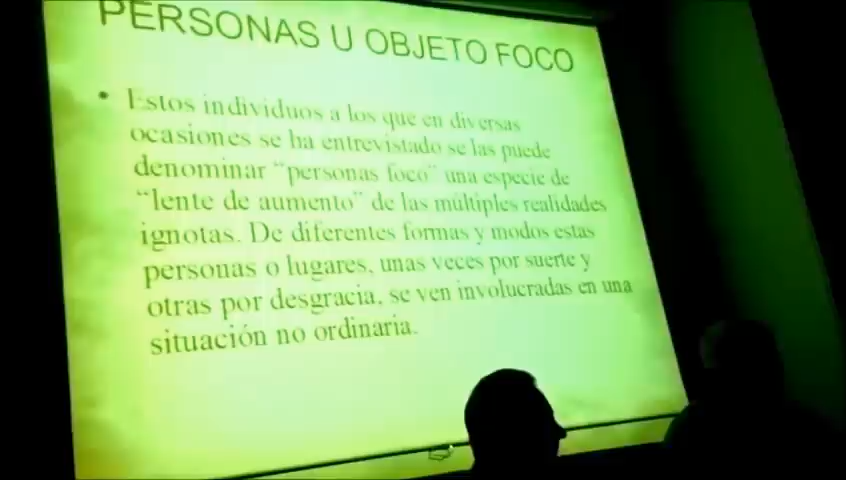 PERSONAS U OBJETO FOCO
• Estos individuos a los que en diversas
ocasiones se ha entrevistado se las puede
denominar "personas foco" una especie de
"lente de aumento" de las múltiples realidades
ignotas. De diferentes formas y modos estas
personas o lugares, unas veces por suerte y
otras por desgracia, se ven involucradas en una
situación no ordinaria.